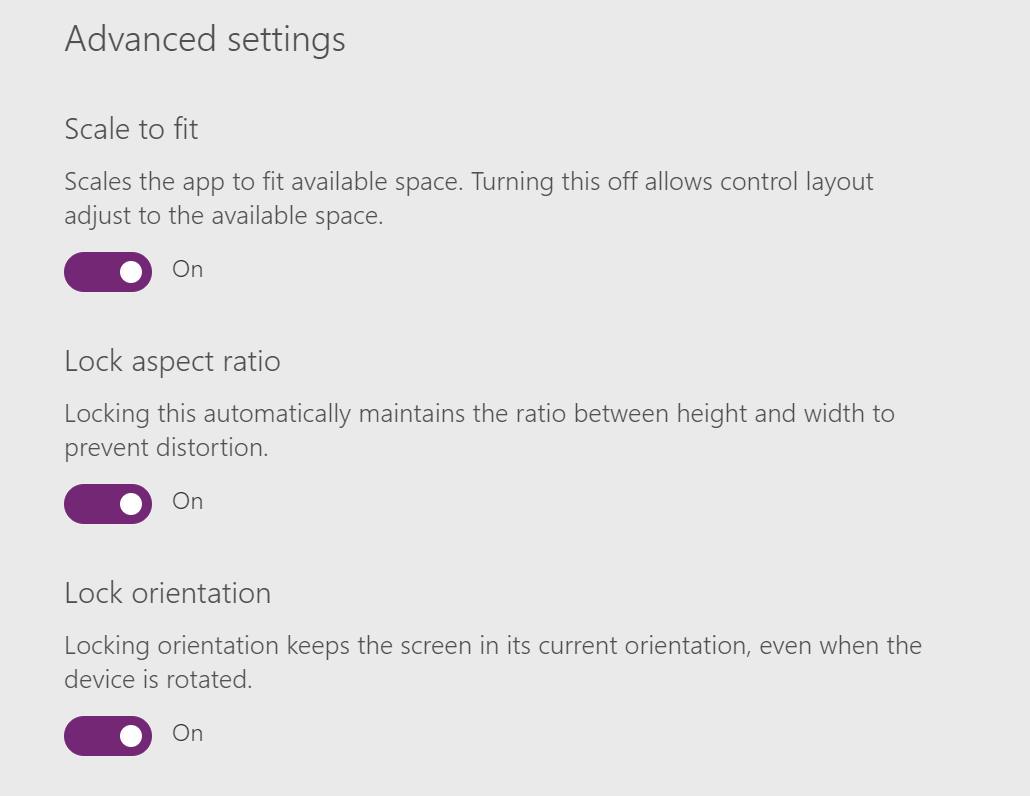 Advanced settings
Scale to fit
Scales the app to fit available space. Turning this off allows control layout
adjust to the available space.
On
Lock aspect ratio
Locking this automatically maintains the ratio between height and width to
prevent distortion.
On
Lock orientation
Locking orientation keeps the screen in its current orientation, even when the
device is rotated.
On